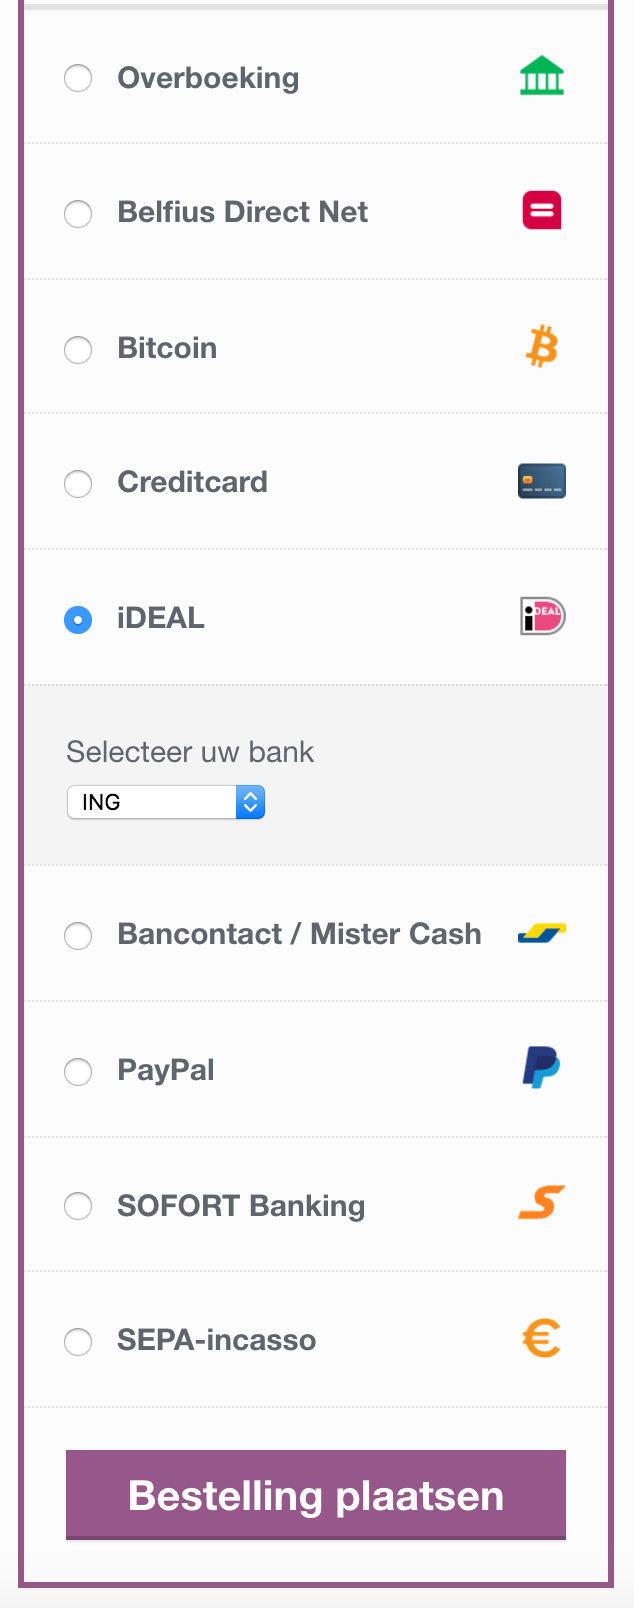 Overboeking
Belfius Direct Net
Bitcoin
Creditcard
iDEAL
iDEAL
Selecteer uw bank
ING
Bancontact / Mister Cash
PayPal
SOFORT Banking
SEPA-incasso
Bestelling plaatsen